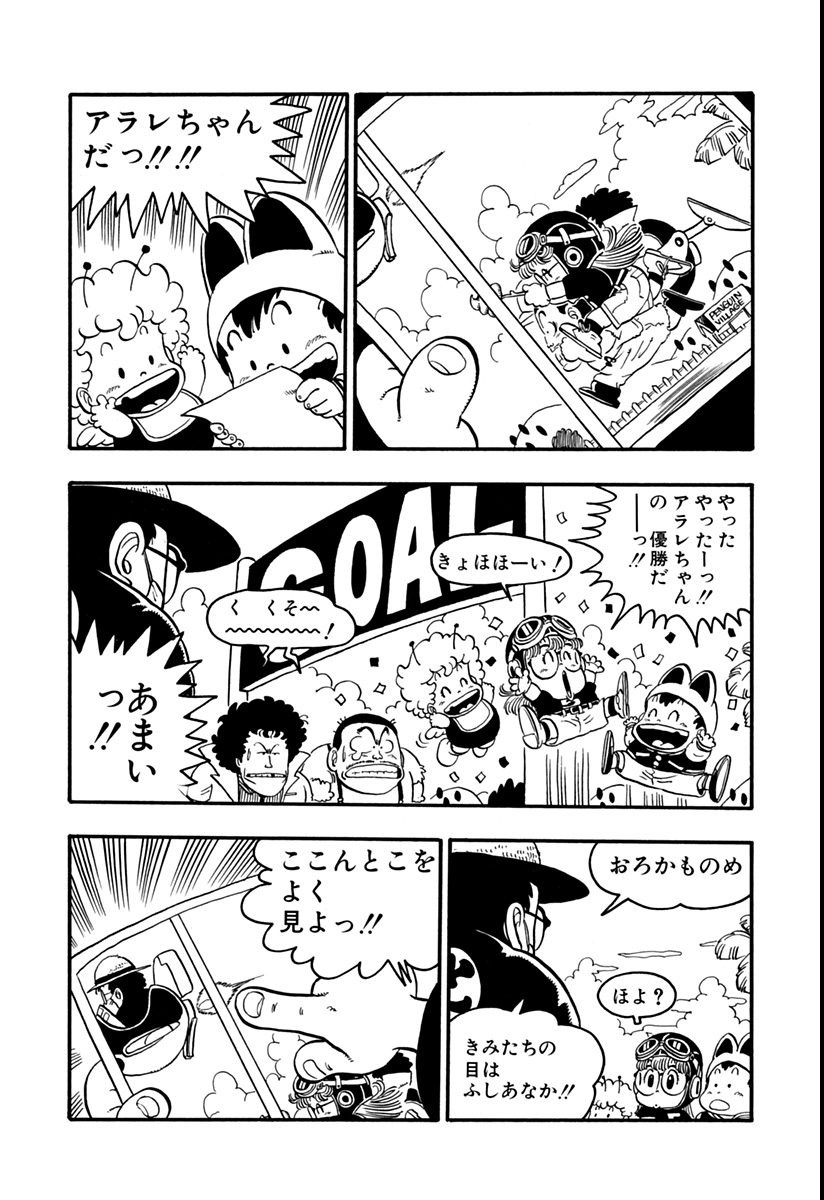 PENGUIN
VILLAGE
アラレちゃん
だっ!!!!
やった
やったーっ!!
アラレちゃん
の優勝だ
ーっ!!
きょほほーい!
GOAL
く くそ〜〜
〜〜〜〜〜〜!
あまい
っ!!
おろかものめ
ほよ?
きみたちの
目は
ふしあなか!!
ここんとこを
よく
見よっ!!